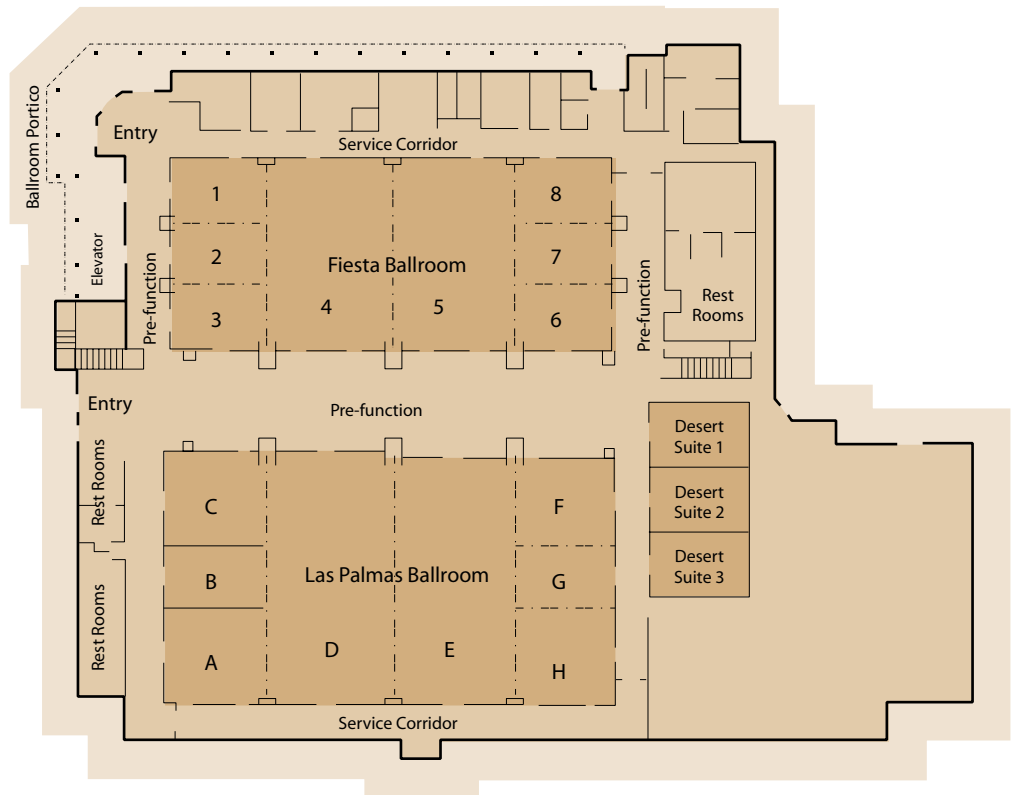 Ballroom Portico
Entry
Service Corridor
1
8
2
7
Elevator
Pre-function
Fiesta Ballroom
Pre-function
3
4
5
6
Rest
Rooms
Entry
Pre-function
Desert
Suite 1
Rest Rooms
C
F
Desert
Suite 2
B
Las Palmas Ballroom
G
Desert
Suite 3
Rest Rooms
A
D
E
H
Service Corridor